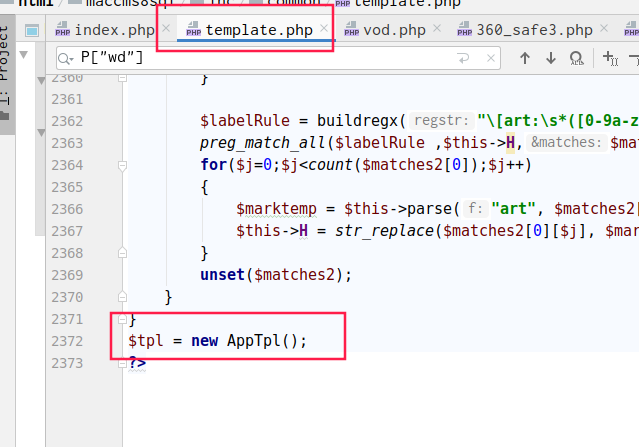 html maccms8sql inc common template.php
index.php template.php vod.php 360_safe3.php
1: Project
P["wd"]
2360 }
2361
2362 $labelRule = buildregx( regstr: "\[art:\s*([0-9a-z
2363 preg_match_all($labelRule ,$this->H, &matches: $mat
2364 for($j=0;$j<count($matches2[0]);$j++)
2365 {
2366 $marktemp = $this->parse( f: "art", $matches2[
2367 $this->H = str_replace($matches2[0][$j], $mar
2368 }
2369 unset($matches2);
2370 }
2371 }
2372 $tpl = new AppTpl();
2373 ?>